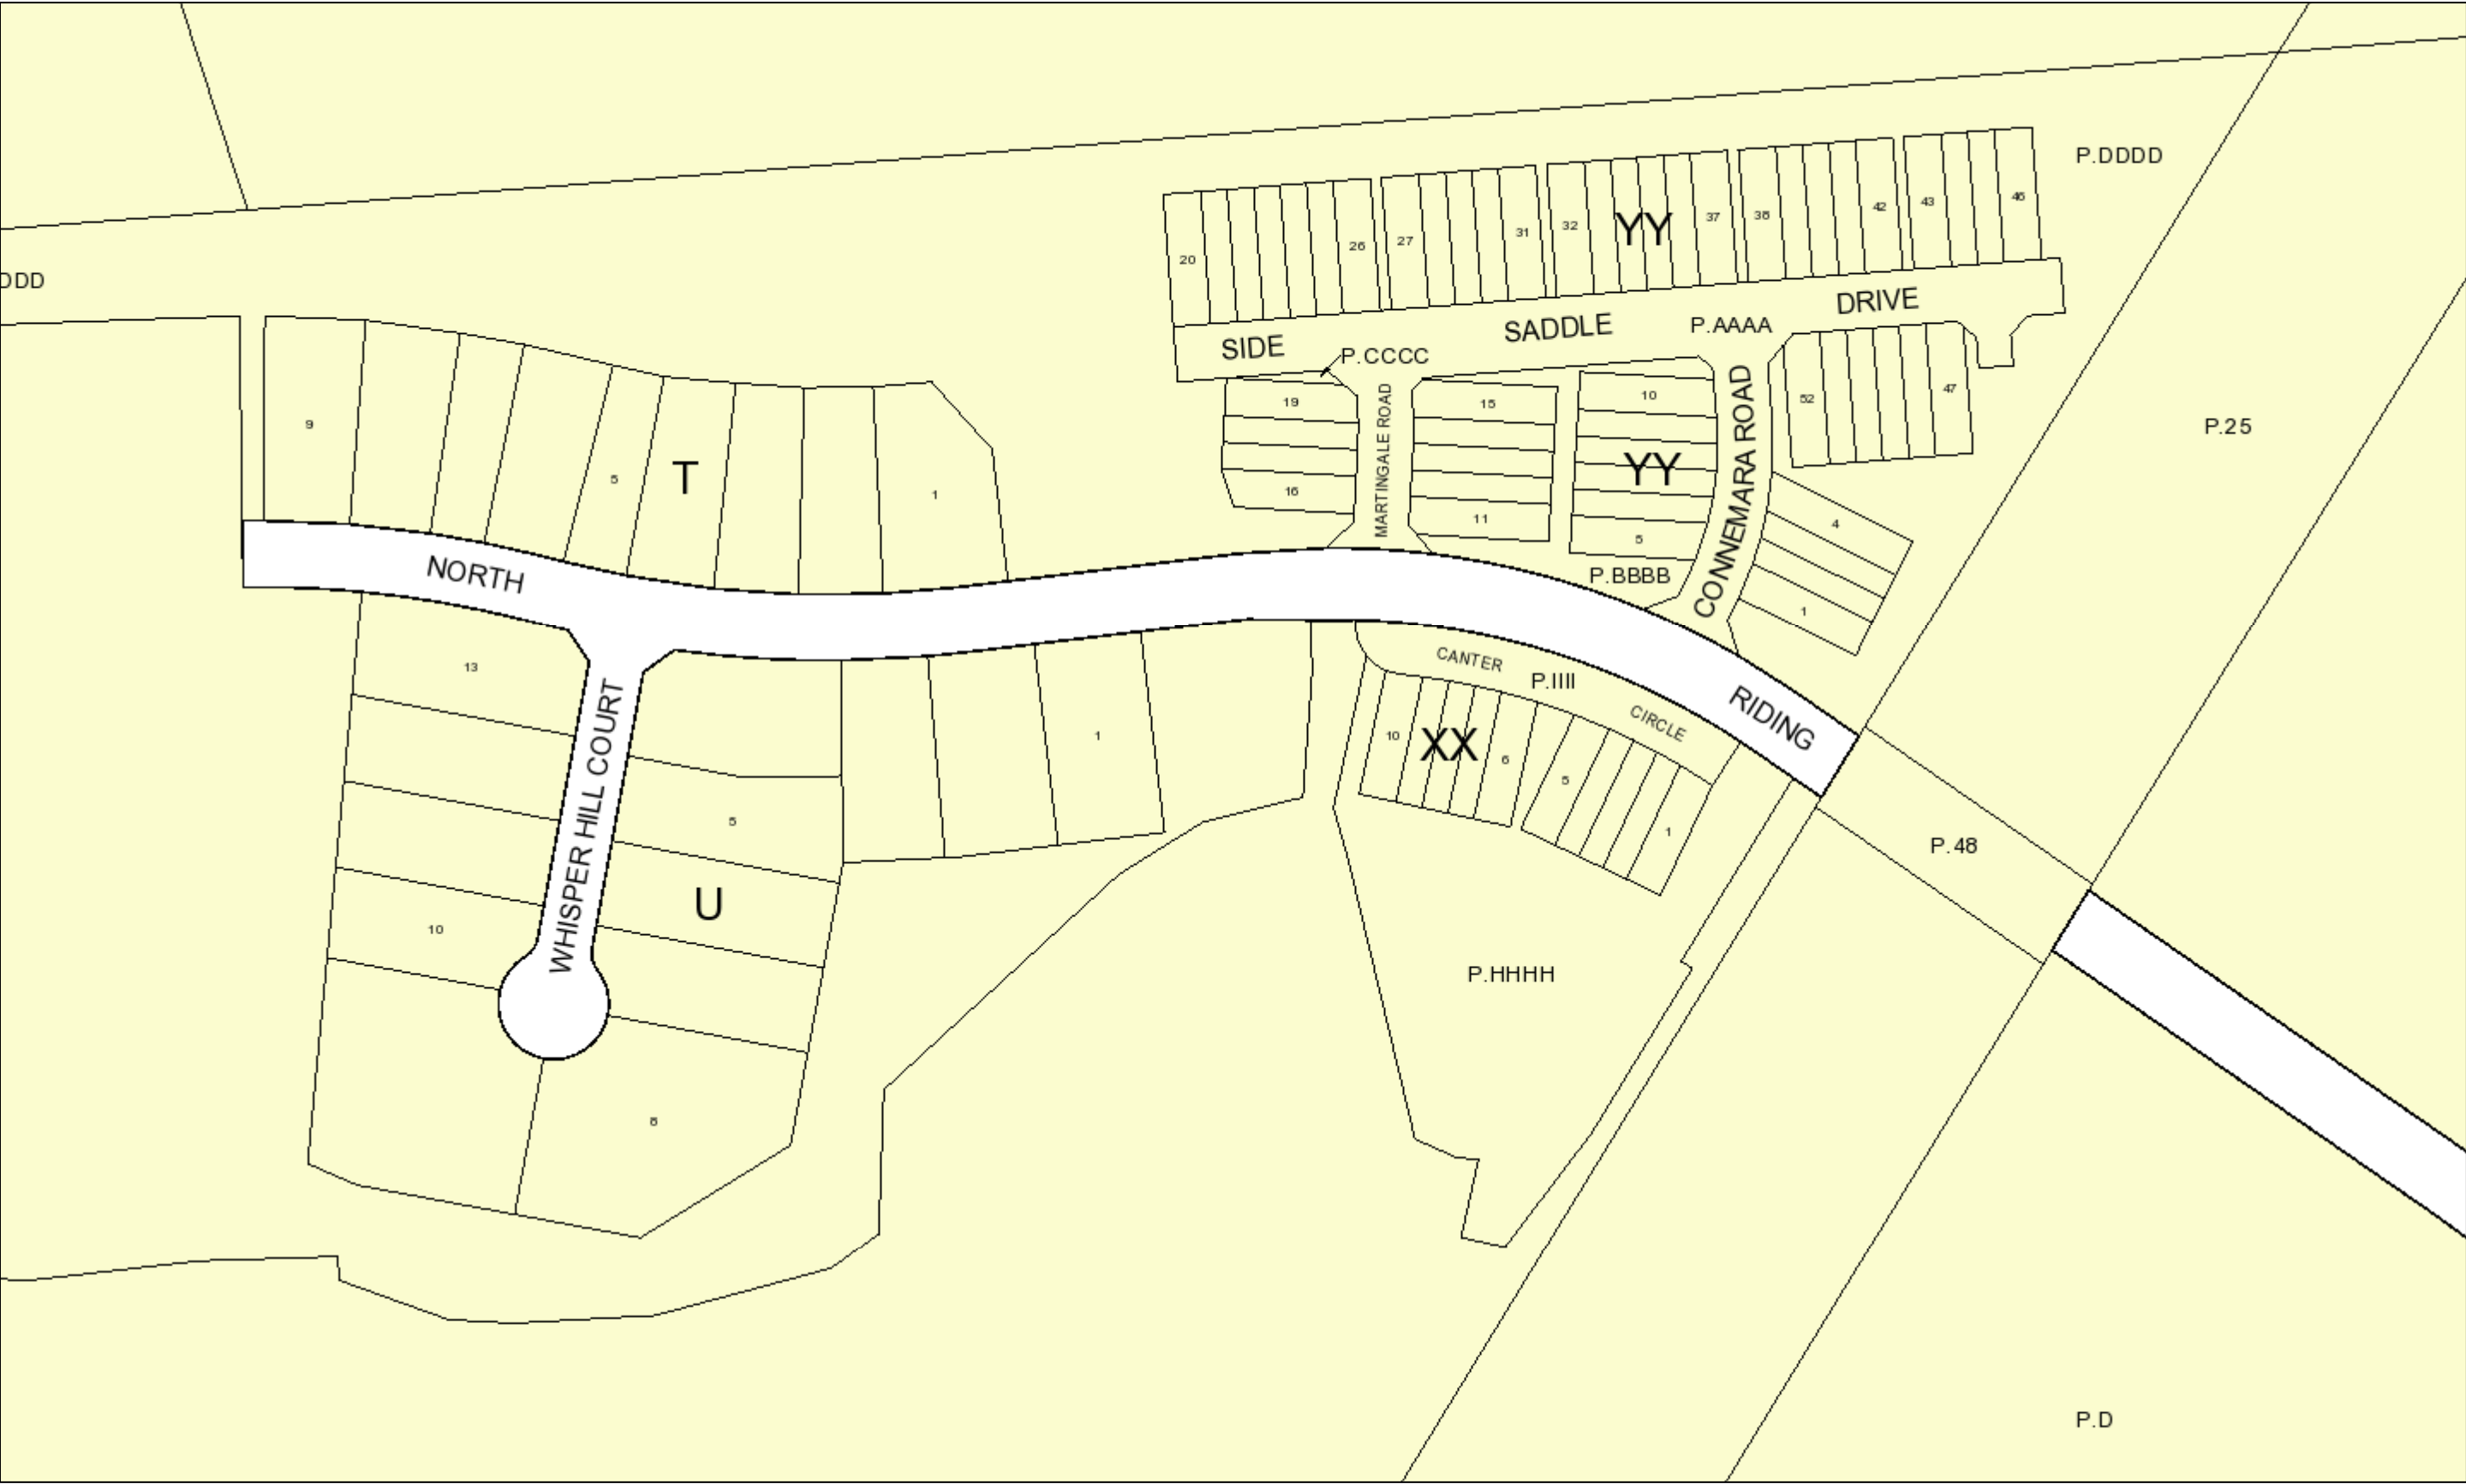 P.DDDD
46
43
42
38
37
YY
32
31
27
26
20
DDD
DRIVE
P.AAAA
SADDLE
SIDE
P.CCCC
MARTINGALE ROAD
CONNEMARA ROAD
47
52
10
15
19
9
P.25
5
T
1
YY
16
11
5
4
1
P.BBBB
NORTH
RIDING
CANTER
P.IIII
CIRCLE
13
WHISPER HILL COURT
1
10
XX
6
5
1
5
P.48
U
10
P.HHHH
8
P.D